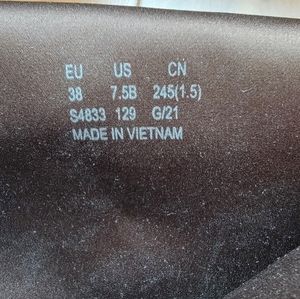 EU US CN
38 7.5B 245(1.5)
S4833 129 G/21
MADE IN VIETNAM